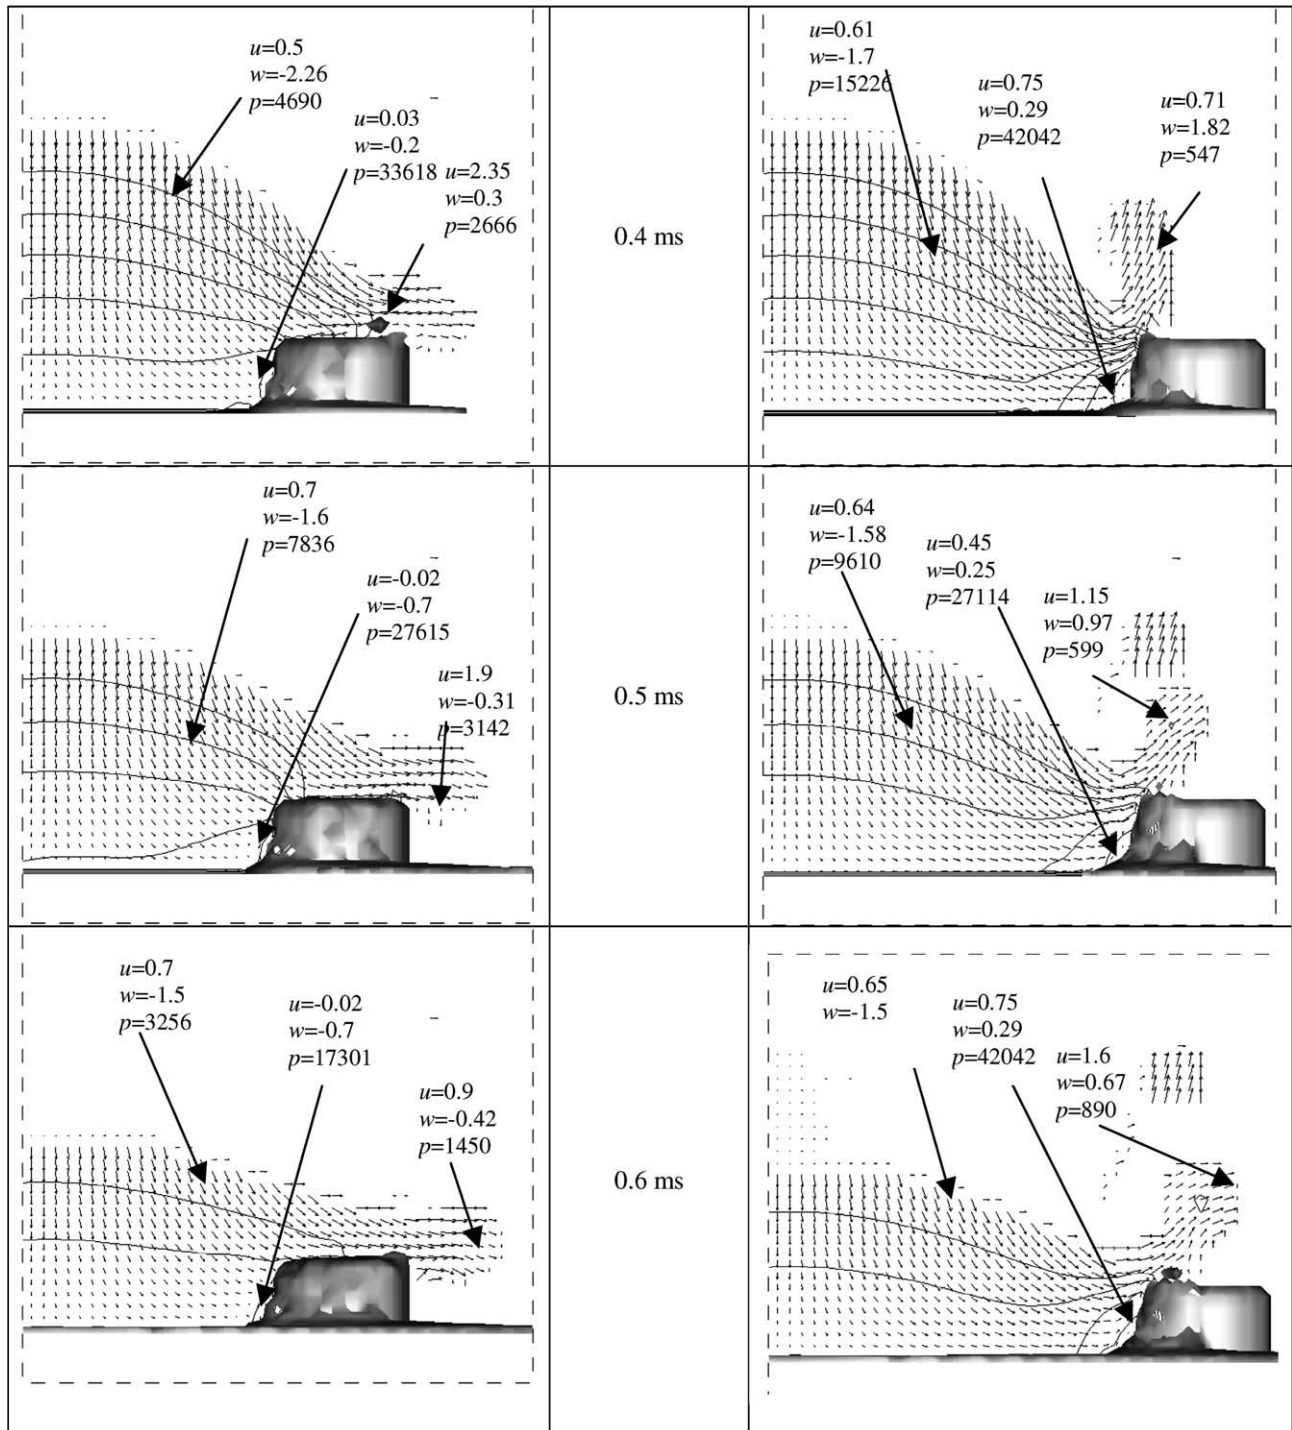 u=0.5
w=-2.26
p=4690
u=0.03
w=-0.2
p=33618
u=2.35
w=0.3
p=2666
0.4 ms
u=0.61
w=-1.7
p=15226
u=0.75
w=0.29
p=42042
u=0.71
w=1.82
p=547
u=0.7
w=-1.6
p=7836
u=-0.02
w=-0.7
p=27615
u=1.9
w=-0.31
p=3142
0.5 ms
u=0.64
w=-1.58
p=9610
u=0.45
w=0.25
p=27114
u=1.15
w=0.97
p=599
u=0.7
w=-1.5
p=3256
u=-0.02
w=-0.7
p=17301
u=0.9
w=-0.42
p=1450
0.6 ms
u=0.65
w=-1.5
u=0.75
w=0.29
p=42042
u=1.6
w=0.67
p=890